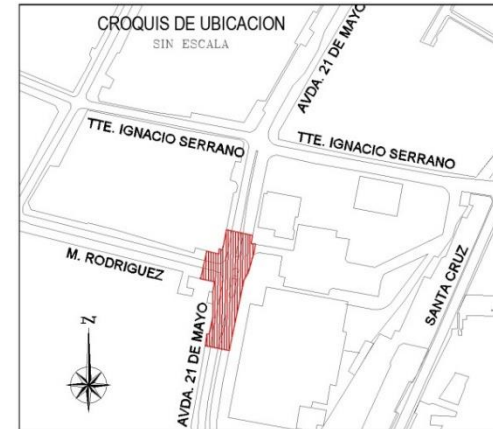 CROQUIS DE UBICACION
SIN ESCALA
AVDA. 21 DE MAYO
TTE. IGNACIO SERRANO
TTE. IGNACIO SERRANO
M. RODRIGUEZ
SANTA CRUZ
AVDA. 21 DE MAYO
N